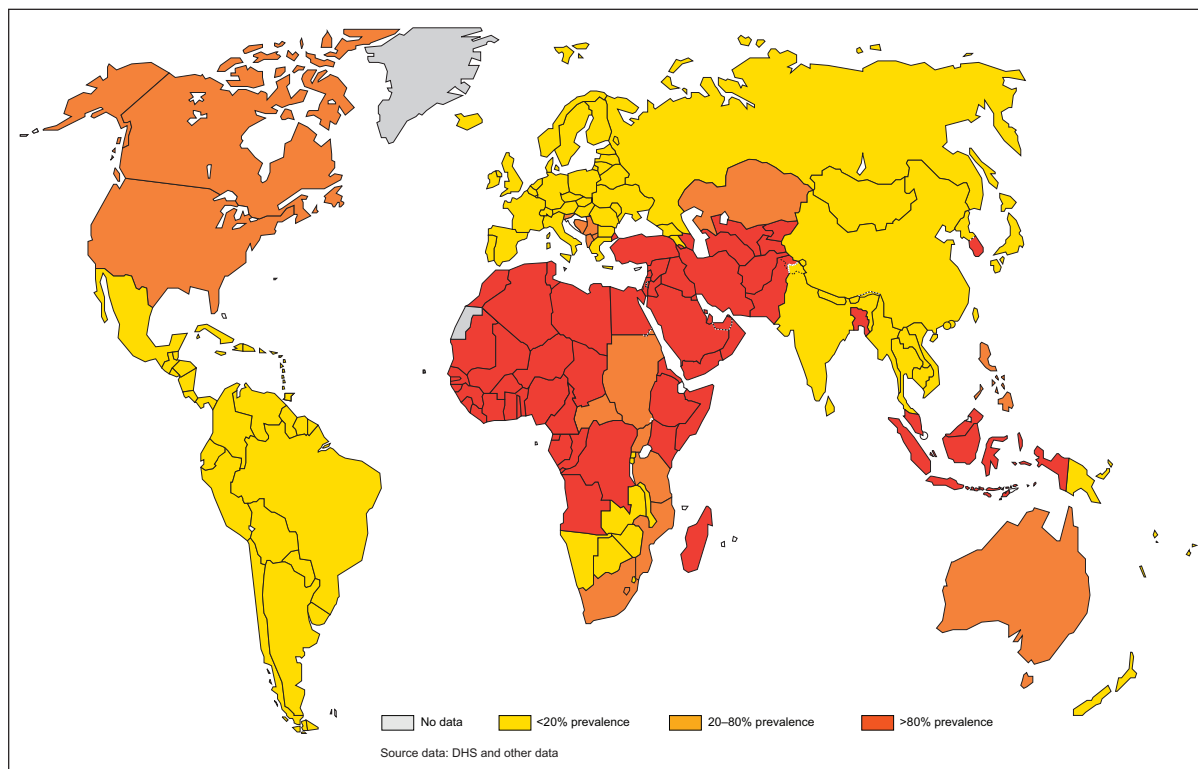 No data
<20% prevalence
20–80% prevalence
>80% prevalence
Source data: DHS and other data